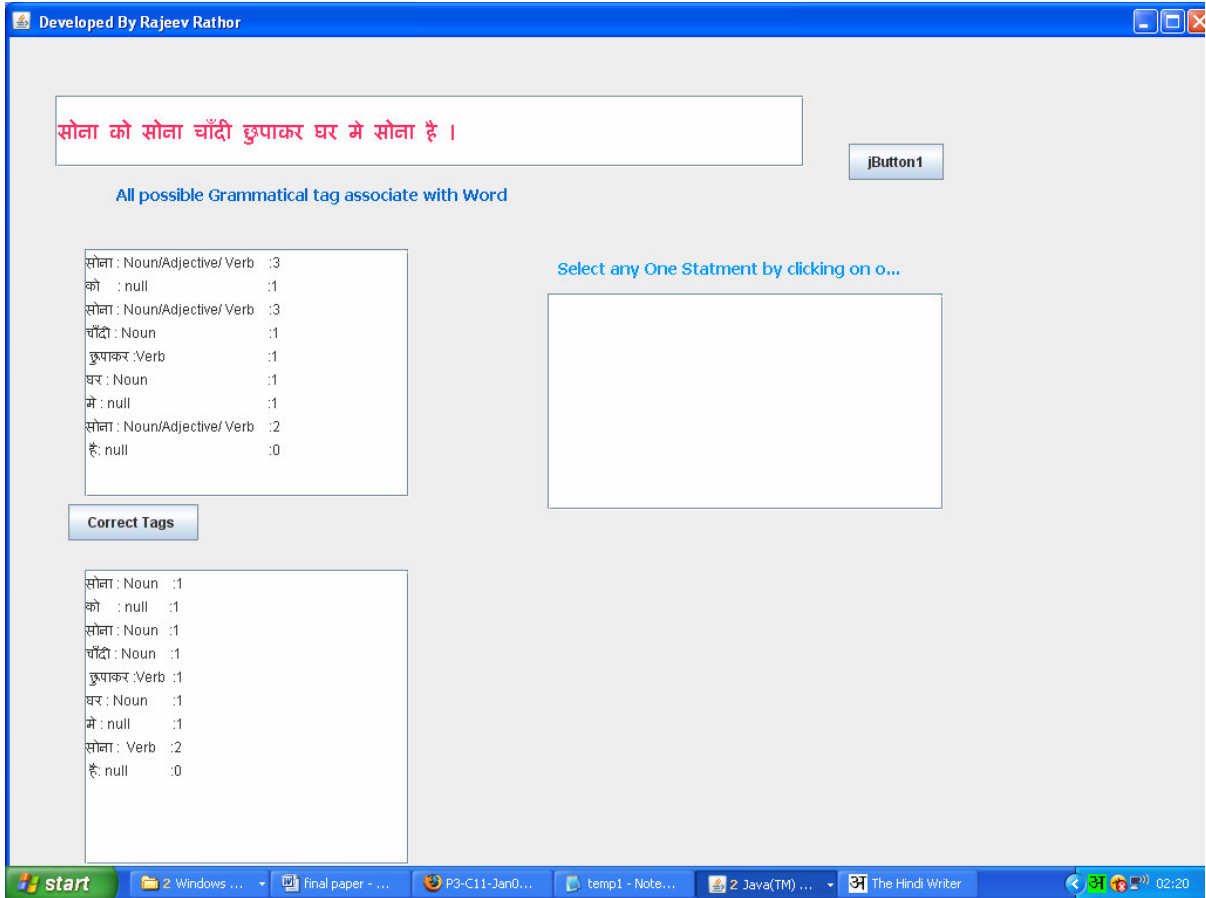 Developed By Rajeev Rathor
सोना को सोना चाँदी छुपाकर घर मे सोना है ।
jButton1
All possible Grammatical tag associate with Word
सोना : Noun/Adjective/ Verb :3
को : null :1
सोना : Noun/Adjective/ Verb :3
चाँदी : Noun :1
छुपाकर :Verb :1
घर : Noun :1
मे : null :1
सोना : Noun/Adjective/ Verb :2
है: null :0
Select any One Statment by clicking on o...
Correct Tags
सोना : Noun :1
को : null :1
सोना : Noun :1
चाँदी : Noun :1
छुपाकर :Verb :1
घर : Noun :1
मे : null :1
सोना : Verb :2
है: null :0
start
2 Windows ...
final paper - ...
P3-C11-Jan0...
temp1 - Note...
2 Java(TM) ...
अ The Hindi Writer
अ
02:20